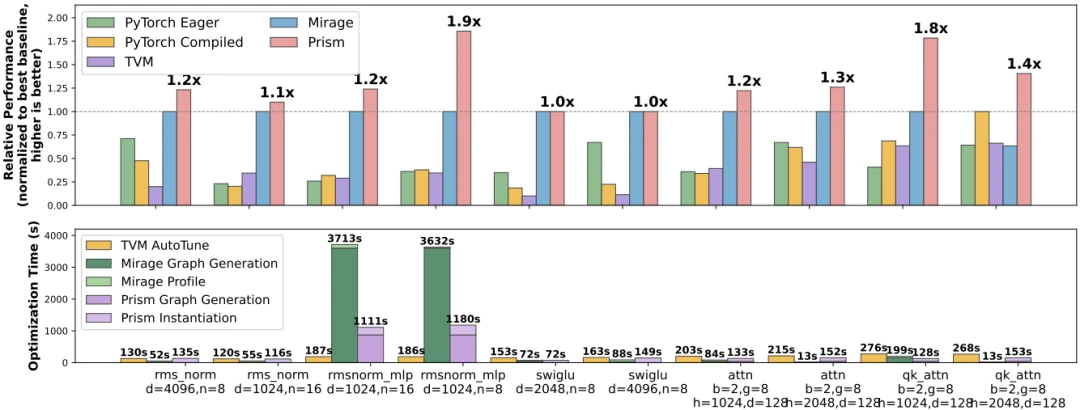 Relative Performance
(normalized to best baseline,
higher is better)
2.00
1.75
1.50
1.25
1.00
0.75
0.50
0.25
0.00
PyTorch Eager
PyTorch Compiled
TVM
Mirage
Prism
1.2x
1.1x
1.2x
1.9x
1.0x
1.0x
1.2x
1.3x
1.8x
1.4x
Optimization Time (s)
4000
3000
2000
1000
0
TVM AutoTune
Mirage Graph Generation
Mirage Profile
Prism Graph Generation
Prism Instantiation
130s 52s 135s
120s 55s 116s
187s 3713s 1111s
186s 3632s 1180s
153s 72s 72s
163s 88s 149s
203s 84s 133s
215s 13s 152s
276s 199s 128s
268s 13s 153s
rms_norm
d=4096,n=8
rms_norm
d=1024,n=16
rmsnorm_mlp
d=1024,n=16
rmsnorm_mlp
d=1024,n=8
swiglu
d=2048,n=8
swiglu
d=4096,n=8
attn
b=2,g=8
h=1024,d=128
attn
b=2,g=8
h=2048,d=128
qk_attn
b=2,g=8
h=1024,d=128
qk_attn
b=2,g=8
h=2048,d=128